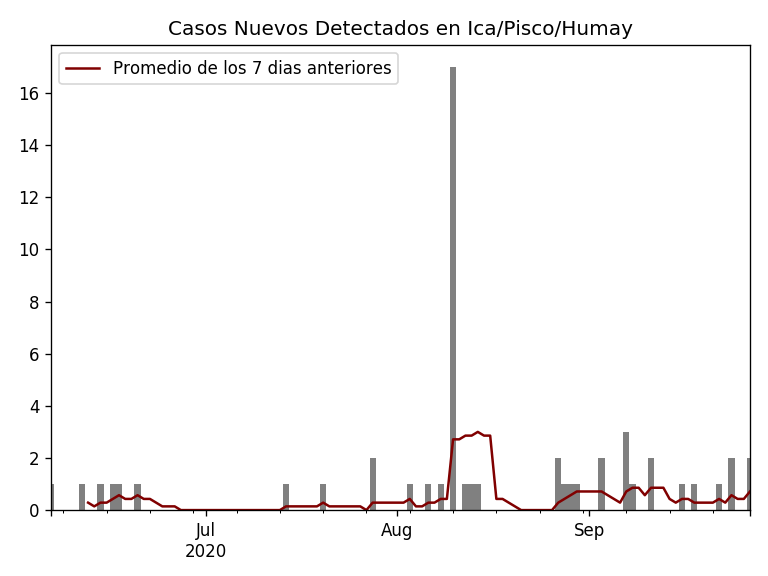 Casos Nuevos Detectados en Ica/Pisco/Humay
Promedio de los 7 dias anteriores
16
14
12
10
8
6
4
2
0
Jul
2020
Aug
Sep